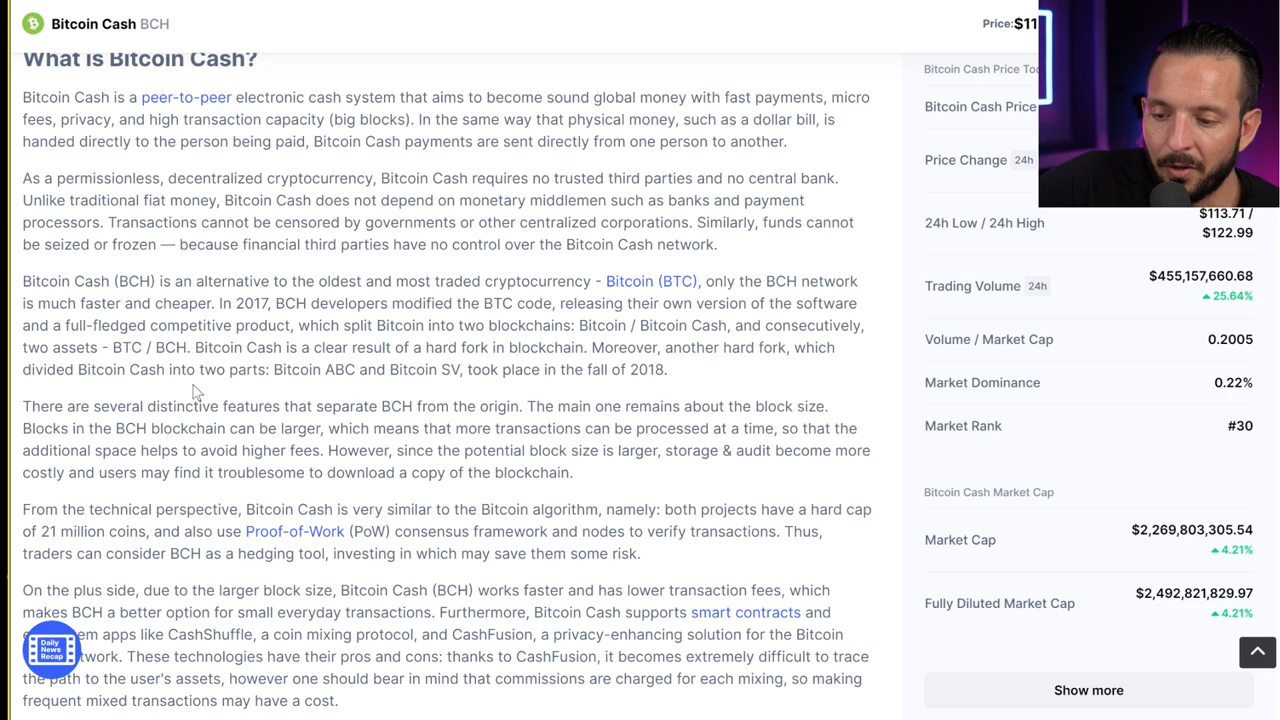 Bitcoin Cash BCH
Price:$11
What is Bitcoin Cash?
Bitcoin Cash is a peer-to-peer electronic cash system that aims to become sound global money with fast payments, micro
fees, privacy, and high transaction capacity (big blocks). In the same way that physical money, such as a dollar bill, is
handed directly to the person being paid, Bitcoin Cash payments are sent directly from one person to another.
As a permissionless, decentralized cryptocurrency, Bitcoin Cash requires no trusted third parties and no central bank.
Unlike traditional fiat money, Bitcoin Cash does not depend on monetary middlemen such as banks and payment
processors. Transactions cannot be censored by governments or other centralized corporations. Similarly, funds cannot
be seized or frozen — because financial third parties have no control over the Bitcoin Cash network.
Bitcoin Cash (BCH) is an alternative to the oldest and most traded cryptocurrency - Bitcoin (BTC), only the BCH network
is much faster and cheaper. In 2017, BCH developers modified the BTC code, releasing their own version of the software
and a full-fledged competitive product, which split Bitcoin into two blockchains: Bitcoin / Bitcoin Cash, and consecutively,
two assets - BTC / BCH. Bitcoin Cash is a clear result of a hard fork in blockchain. Moreover, another hard fork, which
divided Bitcoin Cash into two parts: Bitcoin ABC and Bitcoin SV, took place in the fall of 2018.
There are several distinctive features that separate BCH from the origin. The main one remains about the block size.
Blocks in the BCH blockchain can be larger, which means that more transactions can be processed at a time, so that the
additional space helps to avoid higher fees. However, since the potential block size is larger, storage & audit become more
costly and users may find it troublesome to download a copy of the blockchain.
From the technical perspective, Bitcoin Cash is very similar to the Bitcoin algorithm, namely: both projects have a hard cap
of 21 million coins, and also use Proof-of-Work (PoW) consensus framework and nodes to verify transactions. Thus,
traders can consider BCH as a hedging tool, investing in which may save them some risk.
On the plus side, due to the larger block size, Bitcoin Cash (BCH) works faster and has lower transaction fees, which
makes BCH a better option for small everyday transactions. Furthermore, Bitcoin Cash supports smart contracts and
em apps like CashShuffle, a coin mixing protocol, and CashFusion, a privacy-enhancing solution for the Bitcoin
twork. These technologies have their pros and cons: thanks to CashFusion, it becomes extremely difficult to trace
the path to the user's assets, however one should bear in mind that commissions are charged for each mixing, so making
frequent mixed transactions may have a cost.
Daily
News
Recap
Bitcoin Cash Price To
Bitcoin Cash Price
Price Change 24h
24h Low / 24h High
$113.71 /
$122.99
Trading Volume 24h
$455,157,660.68
25.64%
Volume / Market Cap
0.2005
Market Dominance
0.22%
Market Rank
#30
Bitcoin Cash Market Cap
Market Cap
$2,269,803,305.54
4.21%
Fully Diluted Market Cap
$2,492,821,829.97
4.21%
Show more